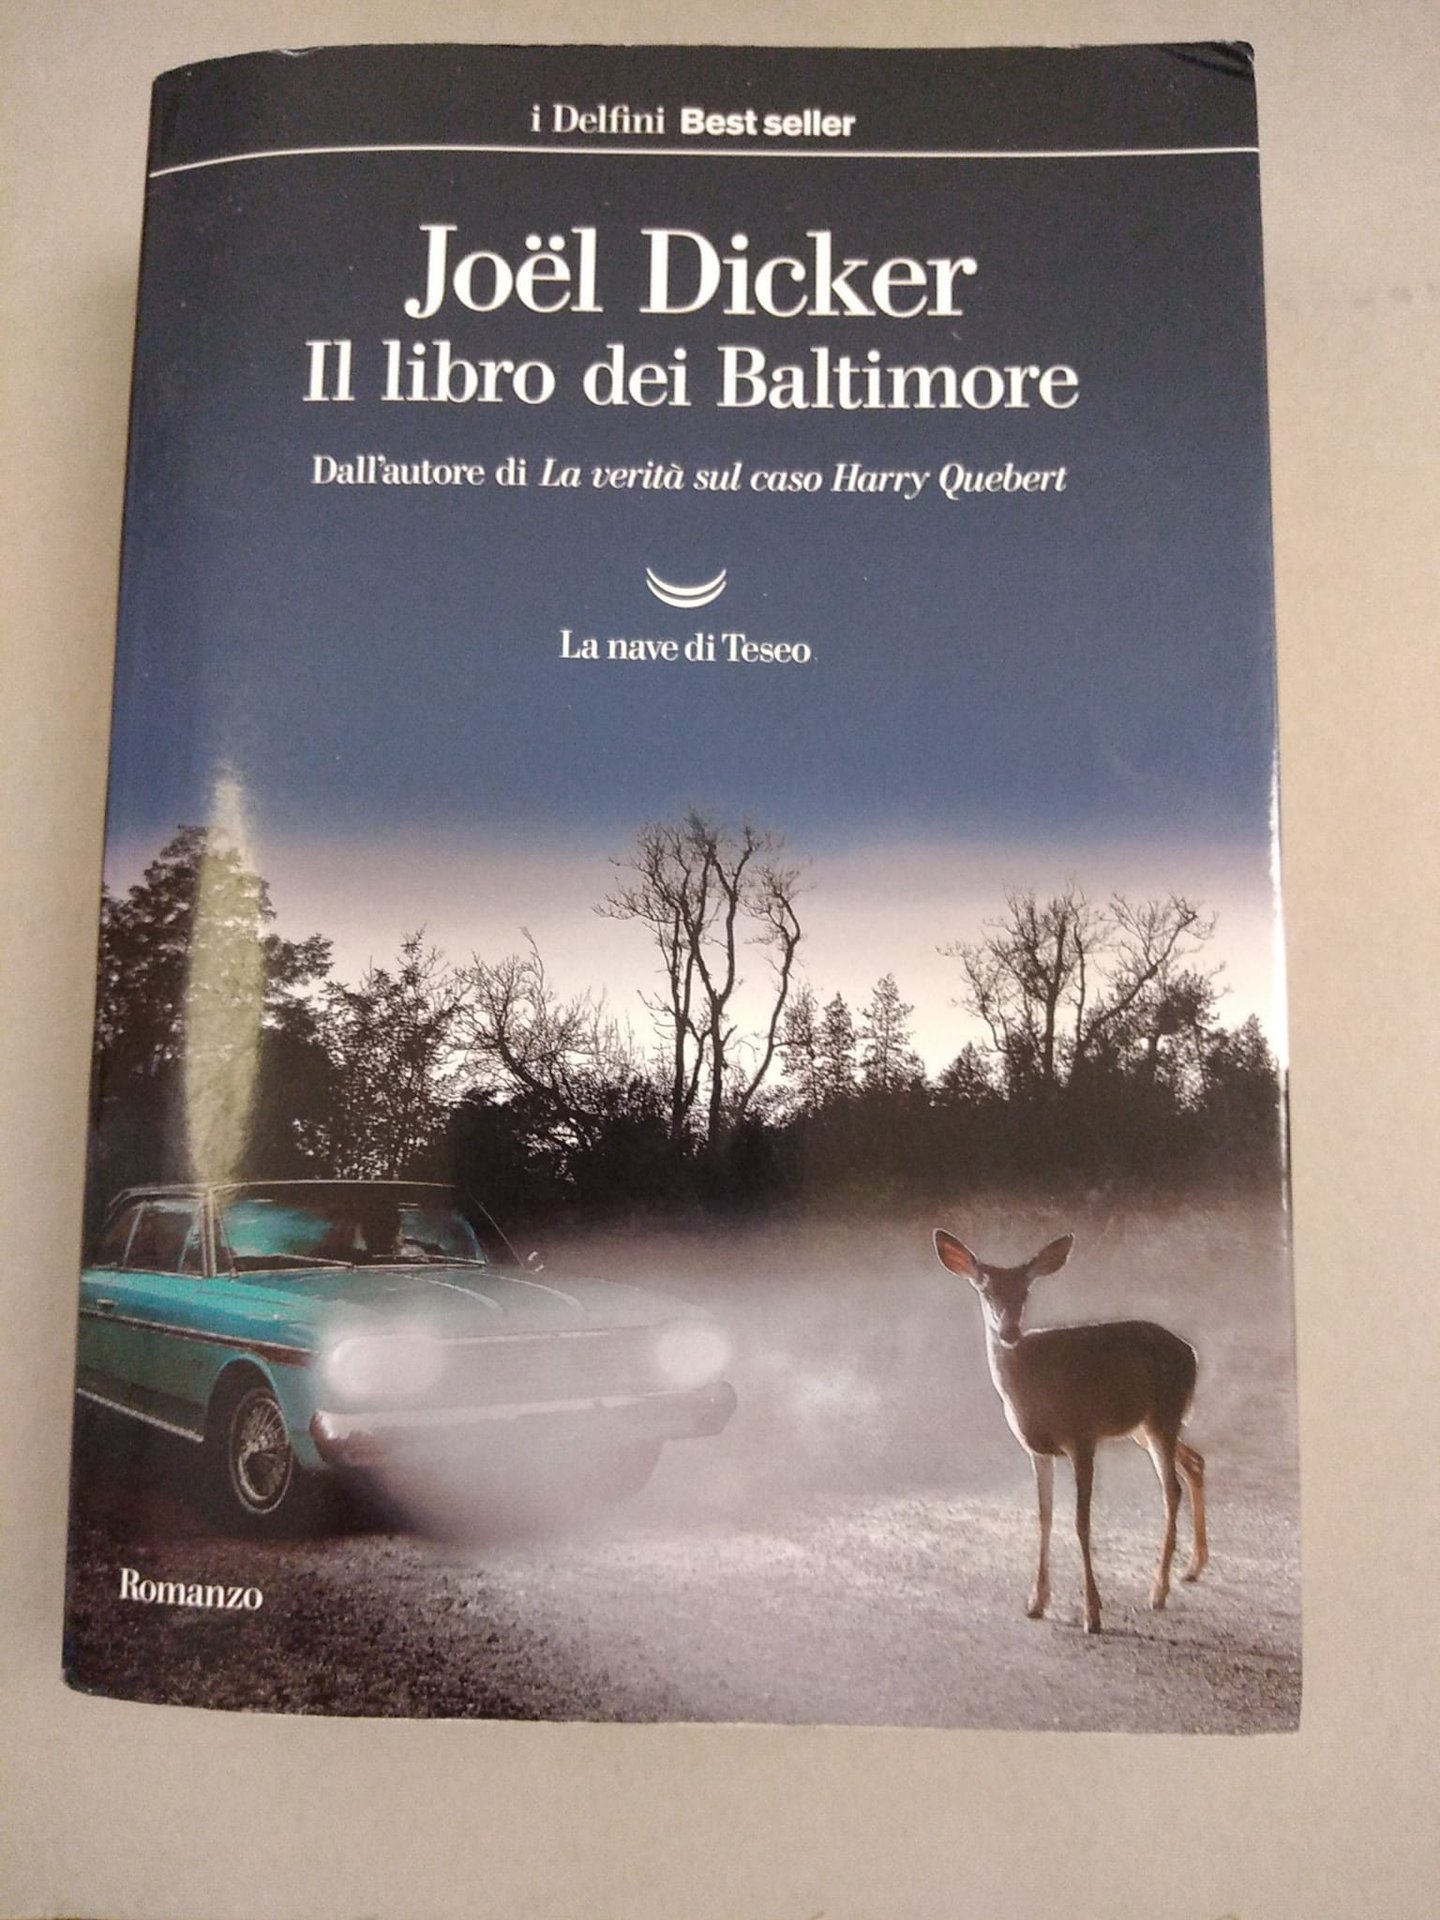 i Delfini Best seller
Joël Dicker
Il libro dei Baltimore
Dall'autore di La verità sul caso Harry Quebert
La nave di Teseo
Romanzo